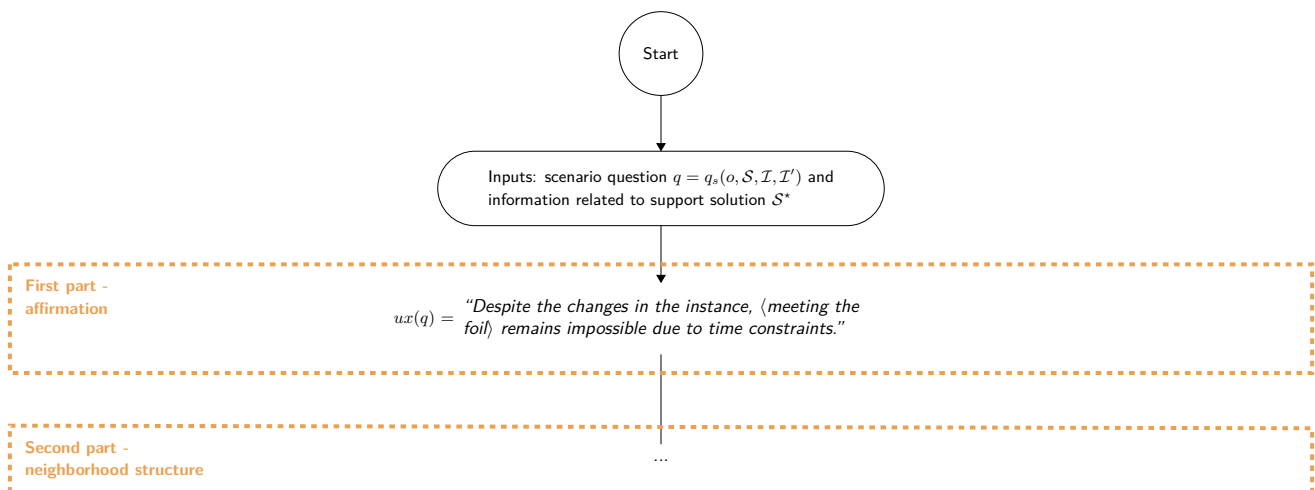 Start
Inputs: scenario question q = q_s(o, 𝒮, ℐ, ℐ′) and
information related to support solution 𝒮⋆
First part -
affirmation
ux(q) = “Despite the changes in the instance, ⟨meeting the
foil⟩ remains impossible due to time constraints.”
Second part -
neighborhood structure
...